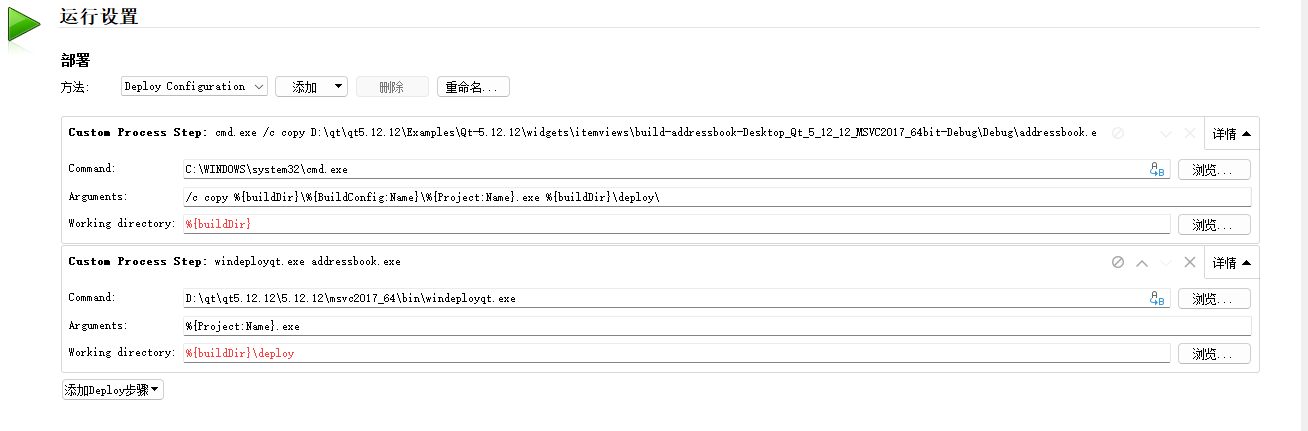 运行设置
部署
方法: Deploy Configuration 添加 删除 重命名...
Custom Process Step: cmd.exe /c copy D:\qt\qt5.12.12\Examples\Qt-5.12.12\widgets\itemviews\build-addressbook-Desktop_Qt_5_12_12_MSVC2017_64bit-Debug\Debug\addressbook.e 详情
Command: C:\WINDOWS\system32\cmd.exe 浏览...
Arguments: /c copy %{buildDir}\%{BuildConfig:Name}\%{Project:Name}.exe %{buildDir}\deploy\
Working directory: %{buildDir} 浏览...
Custom Process Step: windeployqt.exe addressbook.exe 详情
Command: D:\qt\qt5.12.12\5.12.12\msvc2017_64\bin\windeployqt.exe 浏览...
Arguments: %{Project:Name}.exe
Working directory: %{buildDir}\deploy 浏览...
添加Deploy步骤